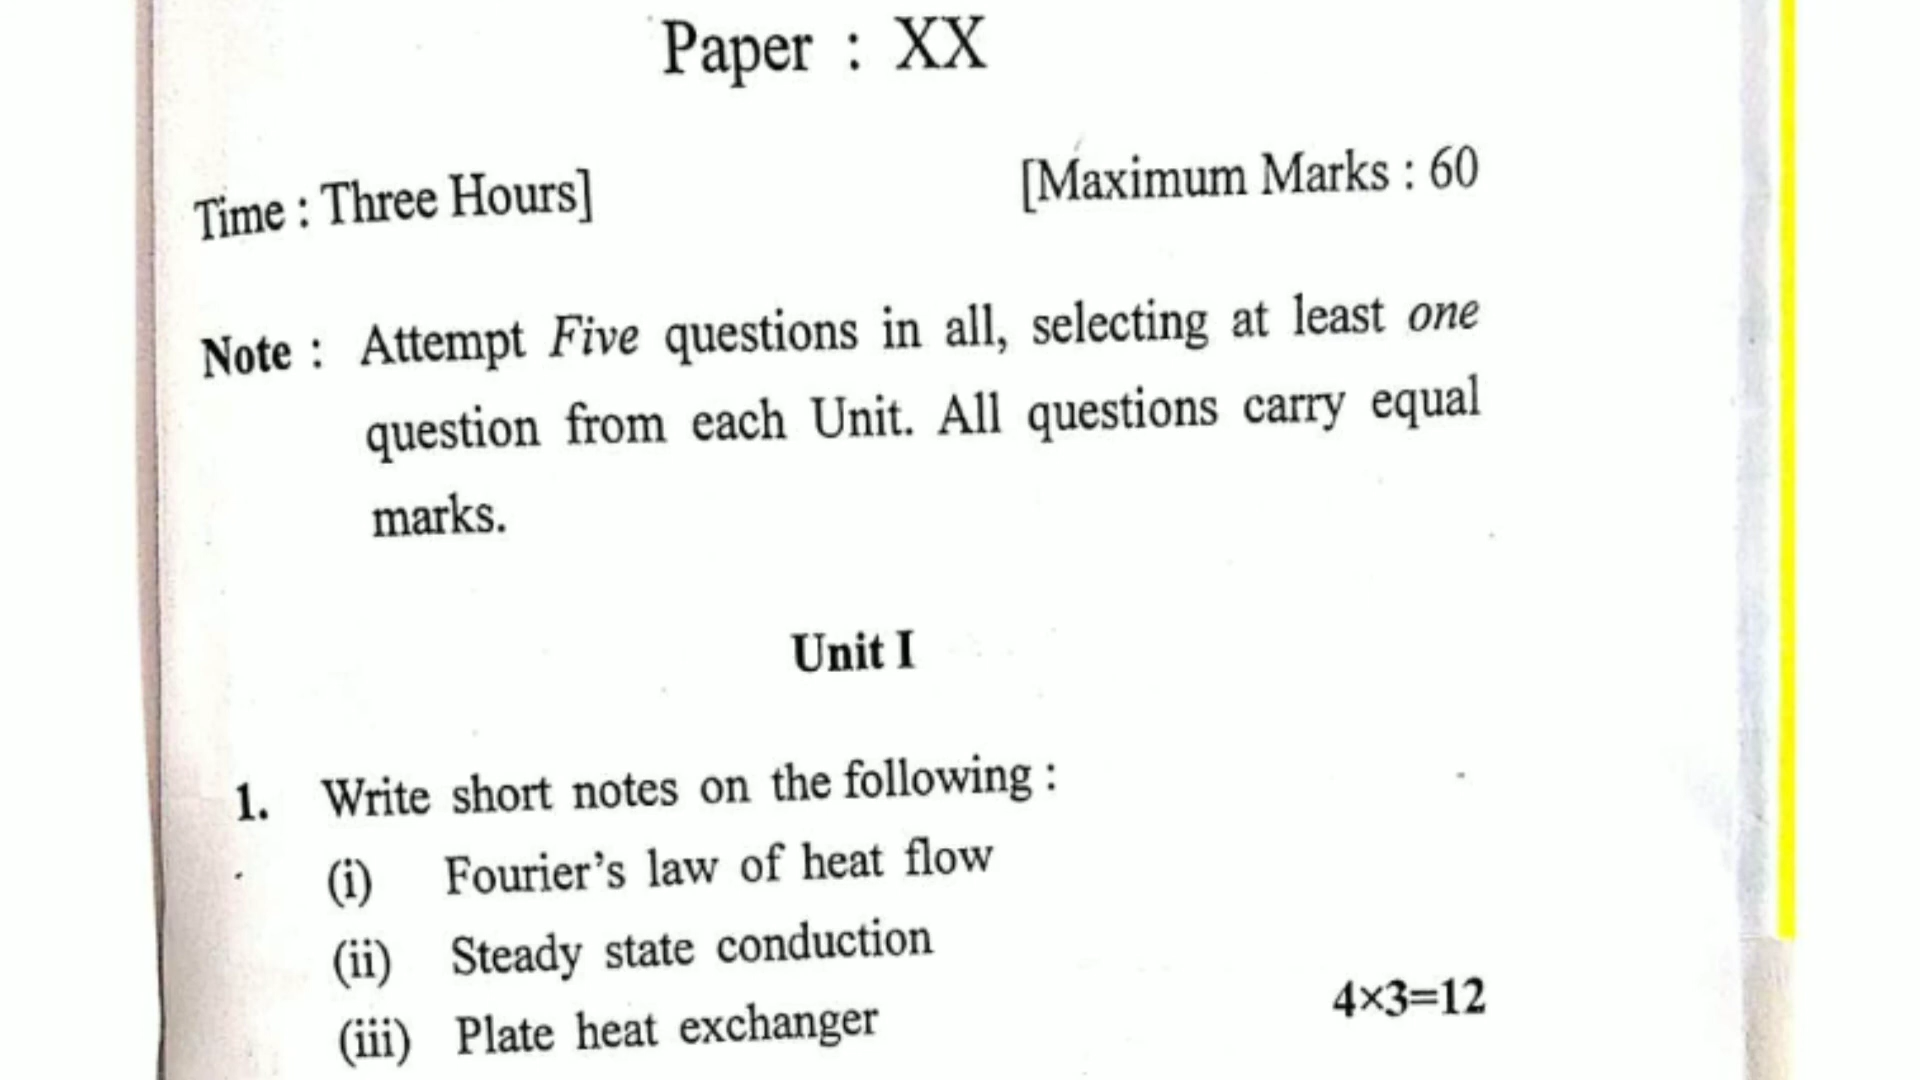 Paper : XX
Time : Three Hours] [Maximum Marks : 60
Note : Attempt Five questions in all, selecting at least one
question from each Unit. All questions carry equal
marks.
Unit I
1. Write short notes on the following :
(i) Fourier's law of heat flow
(ii) Steady state conduction
(iii) Plate heat exchanger 4×3=12